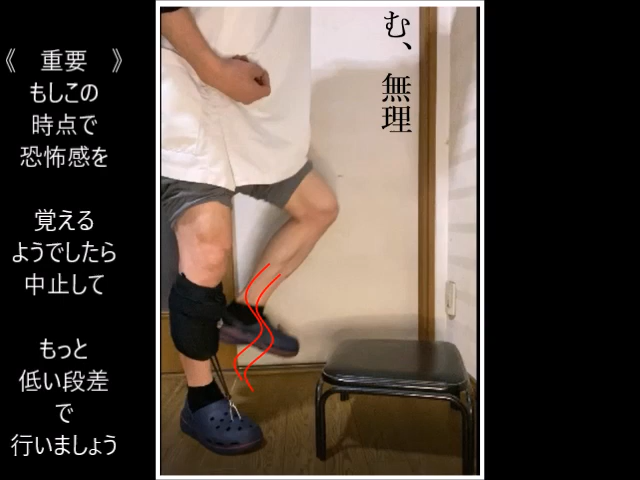 《 重要 》
もしこの
時点で
恐怖感を
覚える
ようでしたら
中止して
もっと
低い段差
で
行いましょう
む、無理